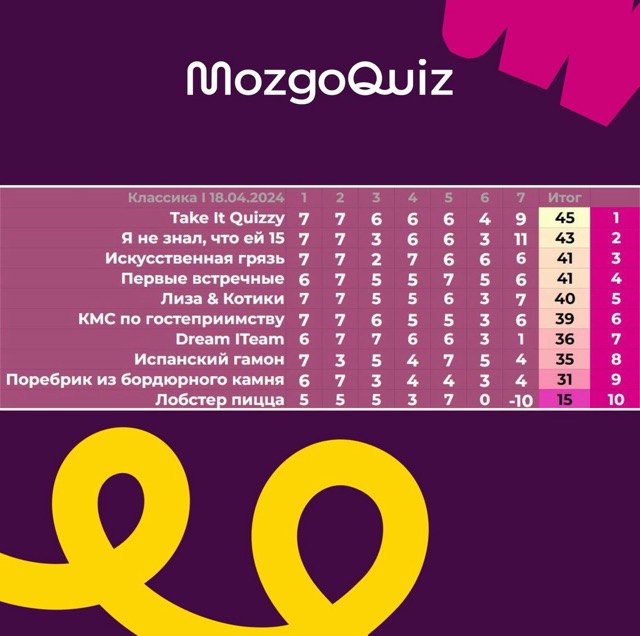 MozgoQuiz
Классика I 18.04.2024 1 2 3 4 5 6 7 Итог
Take It Quizzy 7 7 6 6 6 4 9 45 1
Я не знал, что ей 15 7 7 3 6 6 3 11 43 2
Искусственная грязь 7 7 2 7 6 6 6 41 3
Первые встречные 6 7 5 5 7 5 6 41 4
Лиза & Котики 7 7 5 5 6 3 7 40 5
КМС по гостеприимству 7 7 6 5 5 3 6 39 6
Dream ITeam 6 7 7 6 6 3 1 36 7
Испанский гамон 7 3 5 4 7 5 4 35 8
Поребрик из бордюрного камня 6 7 3 4 4 3 4 31 9
Лобстер пицца 5 5 5 3 7 0 -10 15 10